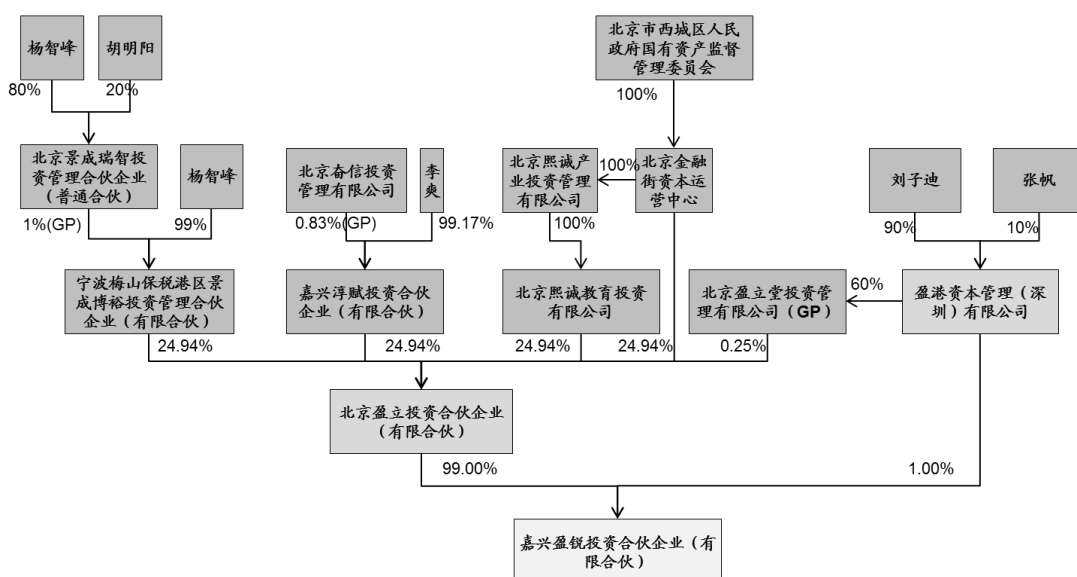 杨智峰
胡明阳
北京市西城区人民
政府国有资产监督
管理委员会
80%
20%
100%
北京景成瑞智投
资管理合伙企业
（普通合伙）
杨智峰
北京奋信投资
管理有限公司
李
爽
北京熙诚产
业投资管理
有限公司
100%
北京金融
街资本运
营中心
刘子迪
张帆
1%(GP)
99%
0.83%(GP)
99.17%
100%
90%
10%
宁波梅山保税港区景
成博裕投资管理合伙
企业（有限合伙）
嘉兴淳赋投资合伙
企业（有限合伙）
北京熙诚教育投资
有限公司
北京盈立堂投资管
理有限公司（GP）
60%
盈港资本管理（深
圳）有限公司
24.94%
24.94%
24.94%
24.94%
0.25%
北京盈立投资合伙企业
（有限合伙）
99.00%
1.00%
嘉兴盈锐投资合伙企业（有
限合伙）